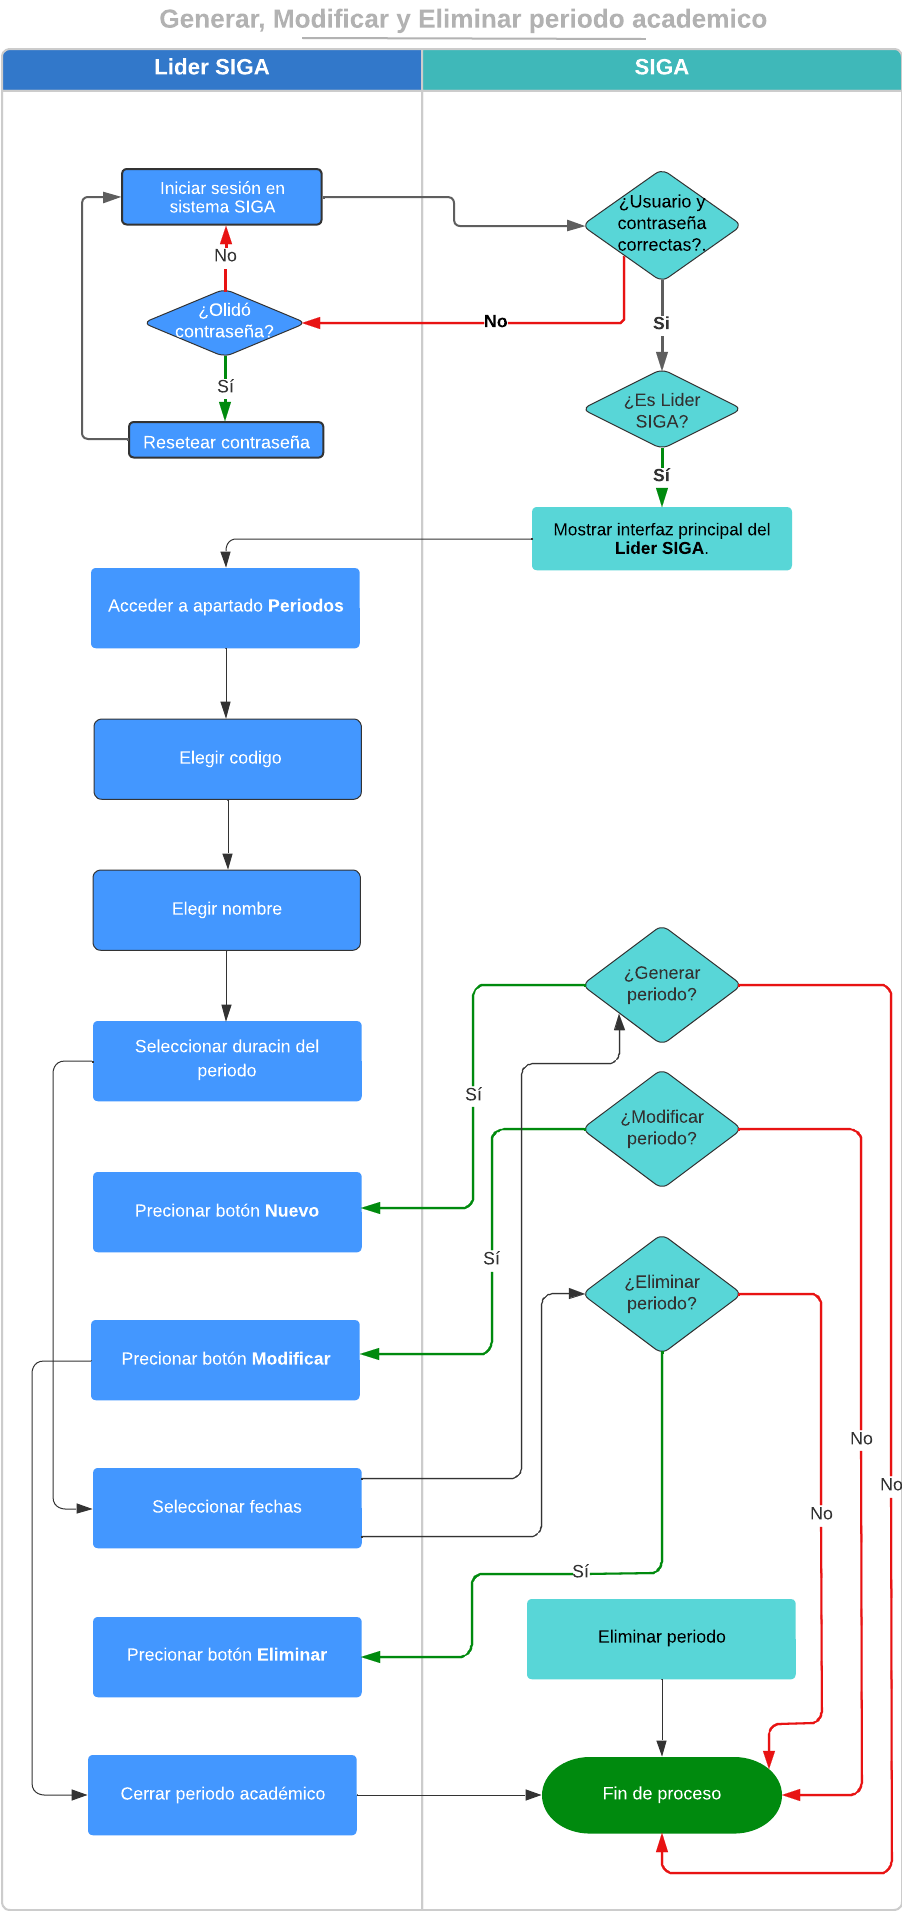 Generar, Modificar y Eliminar periodo academico
Lider SIGA
SIGA
Iniciar sesión en
sistema SIGA
¿Usuario y
contraseña
correctas?.
No
¿Olidó
contraseña?
No
Si
Sí
¿Es Lider
SIGA?
Resetear contraseña
Sí
Mostrar interfaz principal del
Lider SIGA.
Acceder a apartado Periodos
Elegir codigo
Elegir nombre
¿Generar
periodo?
Seleccionar duracin del
periodo
Sí
¿Modificar
periodo?
Precionar botón Nuevo
Sí
¿Eliminar
periodo?
Precionar botón Modificar
No
No
Seleccionar fechas
No
Sí
Eliminar periodo
Precionar botón Eliminar
Cerrar periodo académico
Fin de proceso